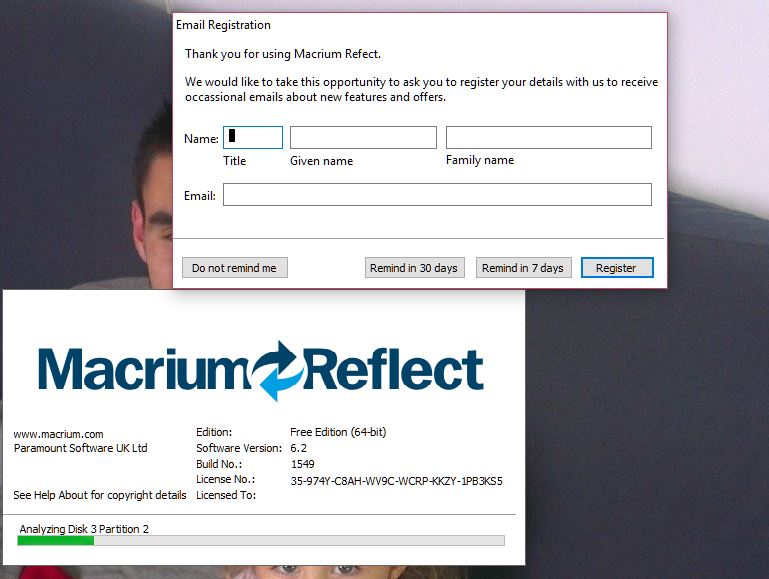 Email Registration
Thank you for using Macrium Refect.
We would like to take this opportunity to ask you to register your details with us to receive
occassional emails about new features and offers.
Name:
Title Given name Family name
Email:
Do not remind me Remind in 30 days Remind in 7 days Register
Macrium Reflect
www.macrium.com
Paramount Software UK Ltd
See Help About for copyright details
Edition: Free Edition (64-bit)
Software Version: 6.2
Build No.: 1549
License No.: 35-974Y-C8AH-WV9C-WCRP-KKZY-1PB3KS5
Licensed To:
Analyzing Disk 3 Partition 2